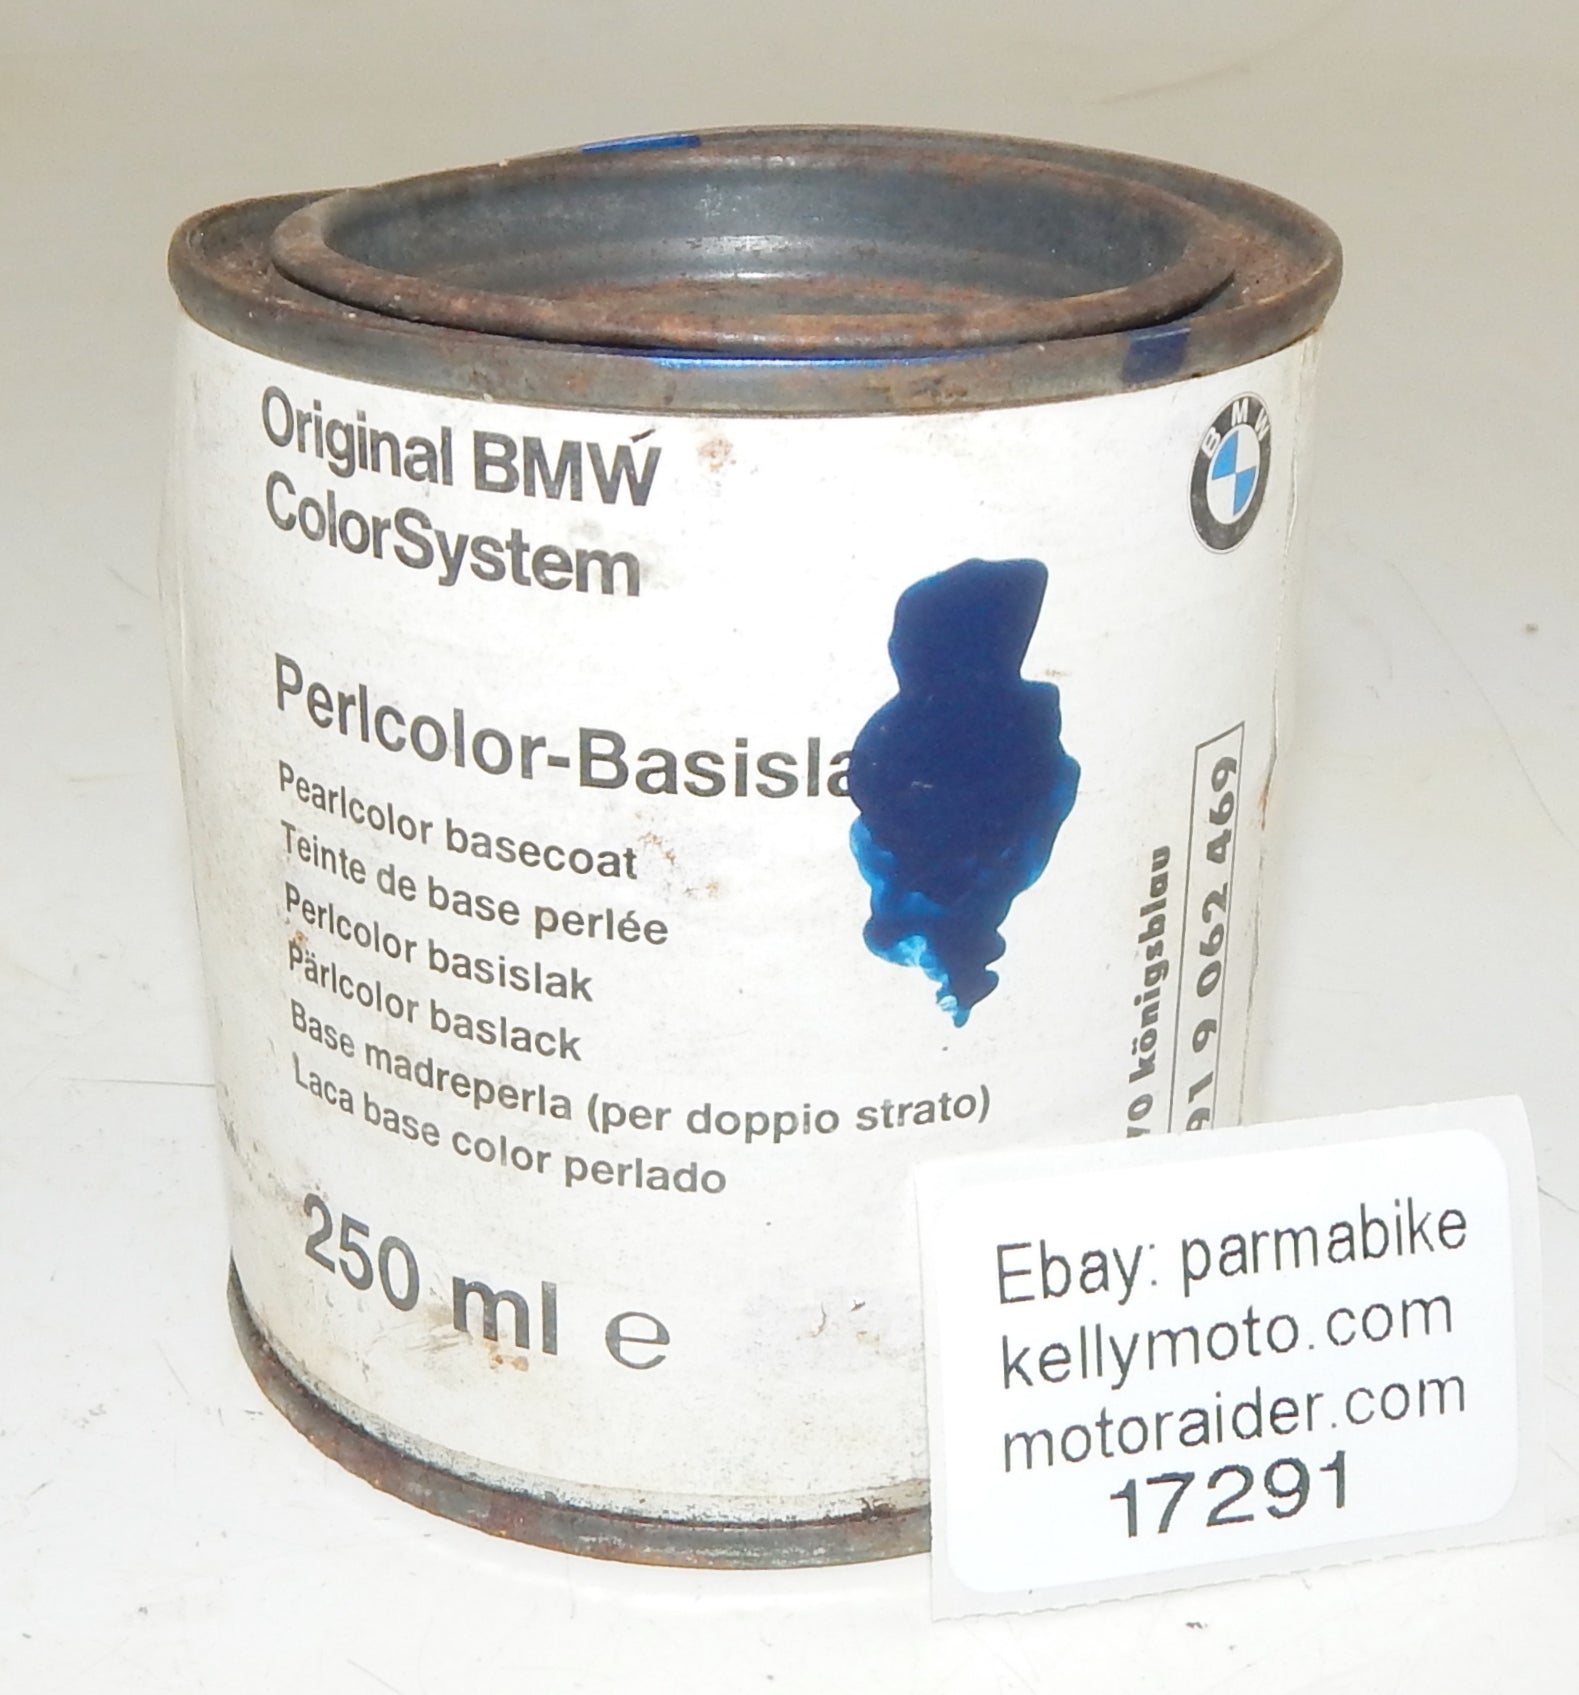 Original BMW
ColorSystem
BMW
Perlcolor-Basisla
Pearlcolor basecoat
Teinte de base perlée
Perlcolor basislak
Pärlcolor baslack
Base madreperla (per doppio strato)
Laca base color perlado
250 ml e
königsblau
91 9 062 469
Ebay: parmabike
kellymoto.com
motoraider.com
17291